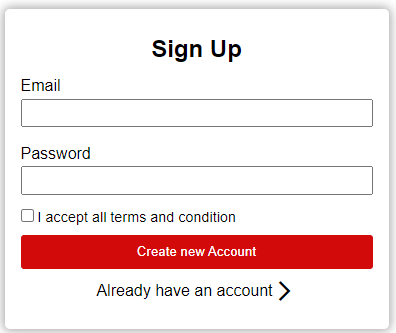 Sign Up
Email
Password
I accept all terms and condition
Create new Account
Already have an account